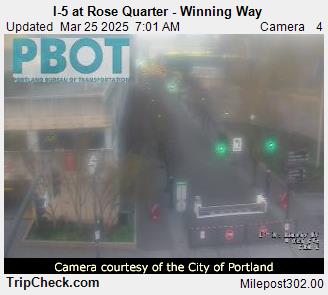 I-5 at Rose Quarter - Winning Way
Updated Mar 25 2025 7:01 AM Camera 4
PBOT
PORTLAND BUREAU OF TRANSPORTATION
Camera courtesy of the City of Portland
TripCheck.com Milepost302.00